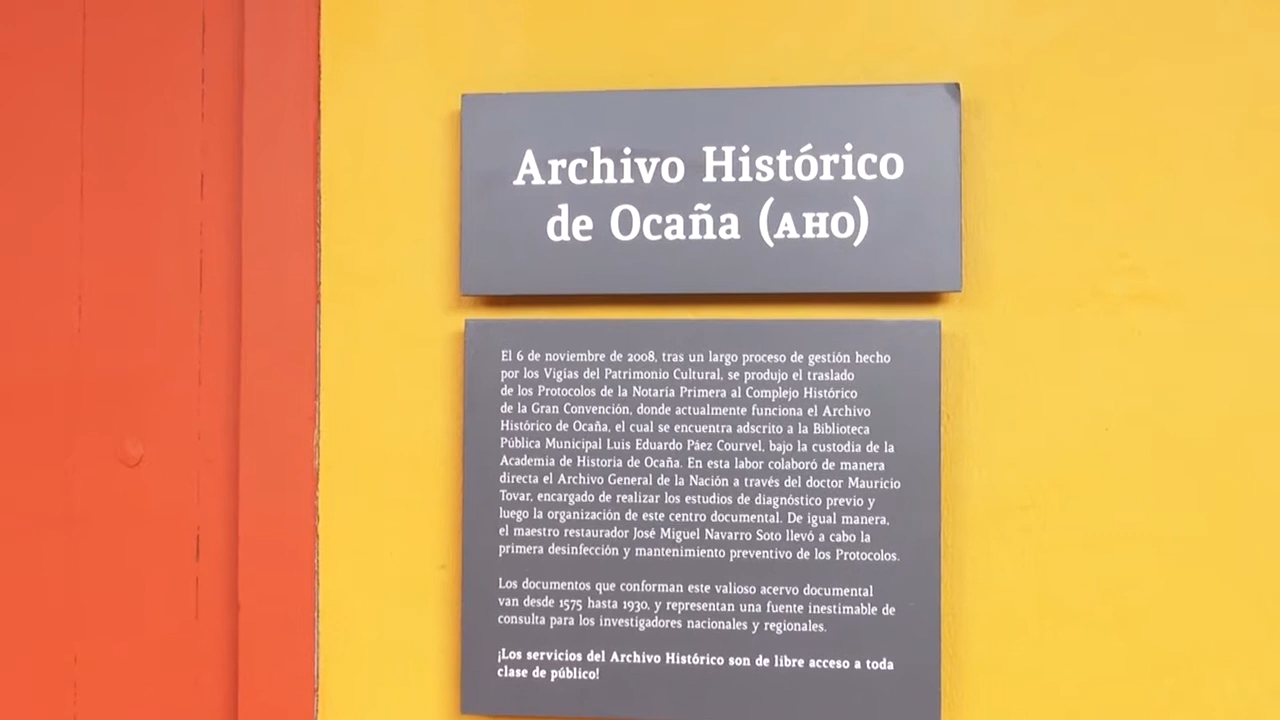 Archivo Histórico
de Ocaña (AHO)
El 6 de noviembre de 2008, tras un largo proceso de gestión hecho
por los Vigías del Patrimonio Cultural, se produjo el traslado
de los Protocolos de la Notaría Primera al Complejo Histórico
de la Gran Convención, donde actualmente funciona el Archivo
Histórico de Ocaña, el cual se encuentra adscrito a la Biblioteca
Pública Municipal Luis Eduardo Páez Courvel, bajo la custodia de la
Academia de Historia de Ocaña. En esta labor colaboró de manera
directa el Archivo General de la Nación a través del doctor Mauricio
Tovar, encargado de realizar los estudios de diagnóstico previo y
luego la organización de este centro documental. De igual manera,
el maestro restaurador José Miguel Navarro Soto llevó a cabo la
primera desinfección y mantenimiento preventivo de los Protocolos.
Los documentos que conforman este valioso acervo documental
van desde 1575 hasta 1930, y representan una fuente inestimable de
consulta para los investigadores nacionales y regionales.
¡Los servicios del Archivo Histórico son de libre acceso a toda
clase de público!